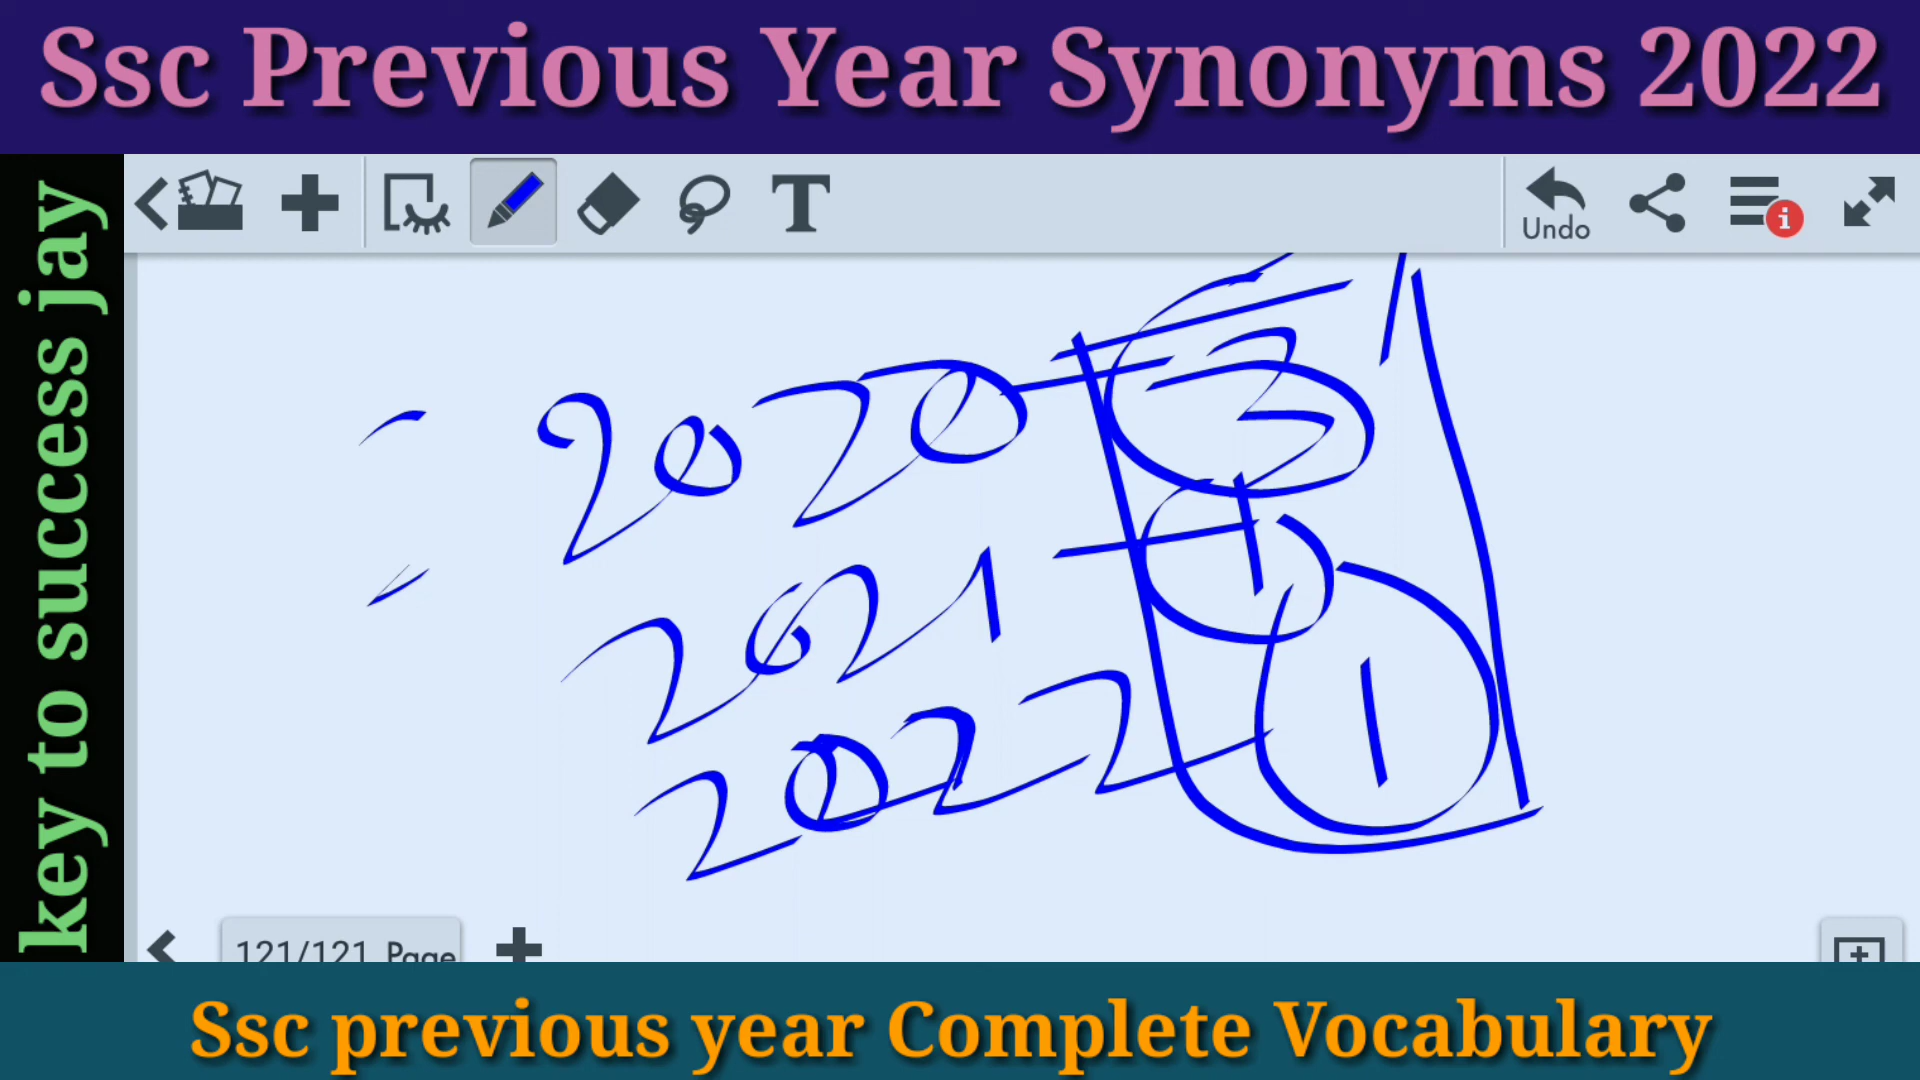 Ssc Previous Year Synonyms 2022
key to success jay
T
Undo
i
2020 - 3
2021 - 1
2022 - 1
121/121 Page
Ssc previous year Complete Vocabulary